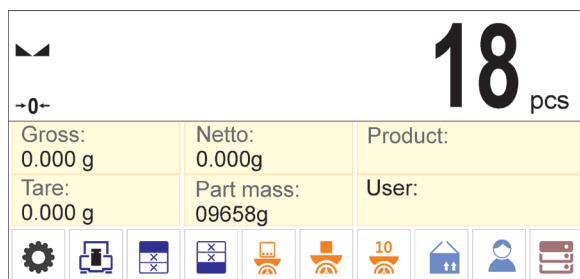 18 pcs
→0←
Gross:
0.000 g
Netto:
0.000g
Product:
Tare:
0.000 g
Part mass:
09658g
User:
10